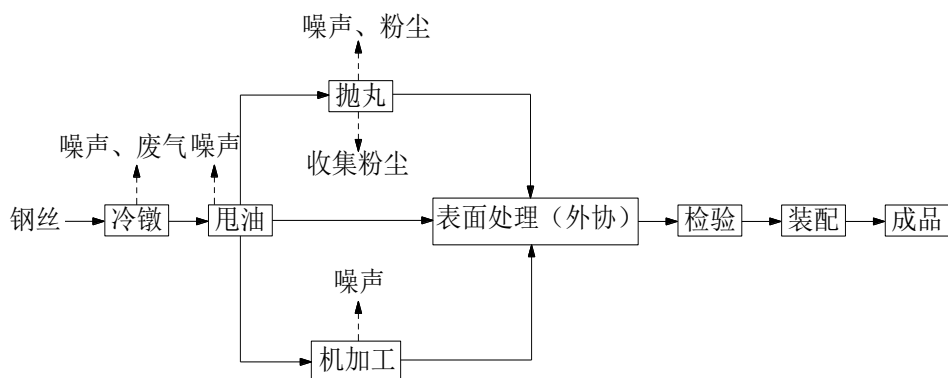 噪声、粉尘
抛丸
噪声、废气
噪声
收集粉尘
钢丝
冷镦
甩油
表面处理（外协）
检验
装配
成品
噪声
机加工